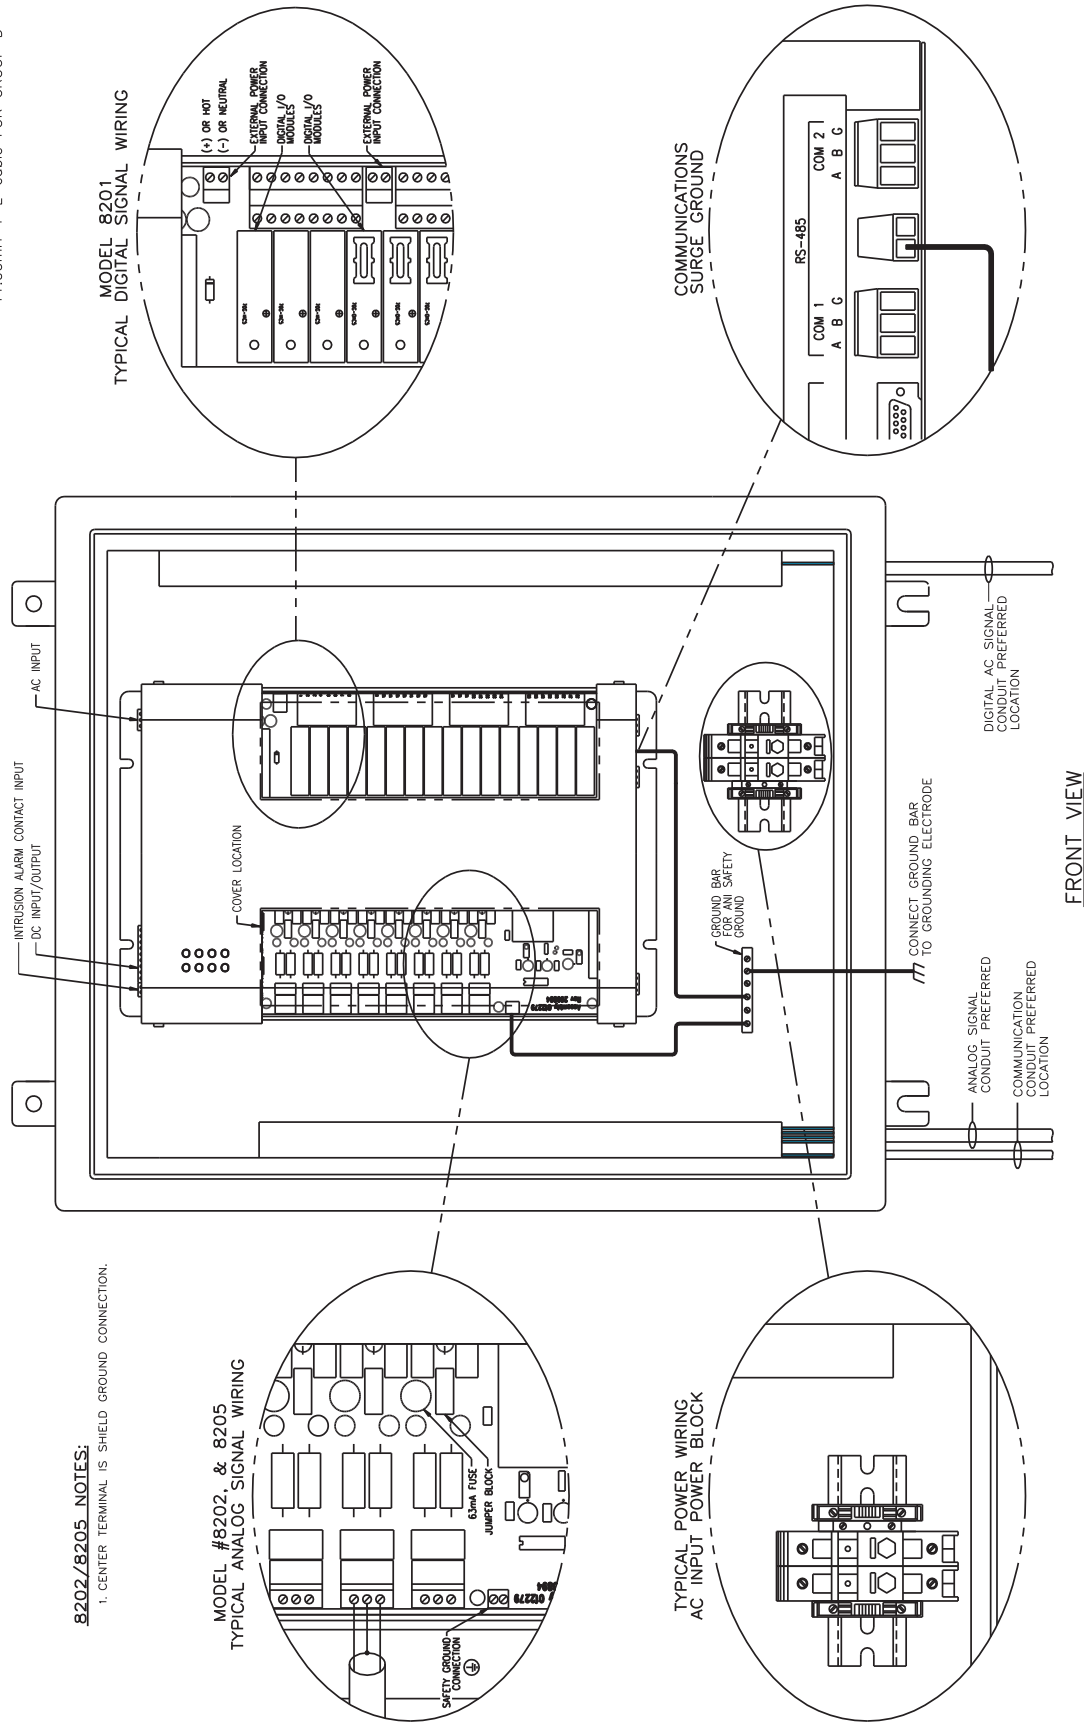 8202/8205 NOTES:
1. CENTER TERMINAL IS SHIELD GROUND CONNECTION.
INTRUSION ALARM CONTACT INPUT
DC INPUT/OUTPUT
AC INPUT
MODEL 8201
TYPICAL DIGITAL SIGNAL WIRING
(+) OR HOT
(-) OR NEUTRAL
EXTERNAL POWER
INPUT CONNECTION
DIGITAL I/O
MODULES
DIGITAL I/O
MODULES
EXTERNAL POWER
INPUT CONNECTION
MODEL #8202, & 8205
TYPICAL ANALOG SIGNAL WIRING
63mA FUSE
JUMPER BLOCK
SAFETY GROUND
CONNECTION
012279
COVER LOCATION
Assembly 012279
Rev
GROUND BAR
FOR ANI SAFETY
GROUND
COMMUNICATIONS
SURGE GROUND
RS-485
COM 1
A B G
COM 2
A B G
TYPICAL POWER WIRING
AC INPUT POWER BLOCK
CONNECT GROUND BAR
TO GROUNDING ELECTRODE
ANALOG SIGNAL
CONDUIT PREFERRED
COMMUNICATION
CONDUIT PREFERRED
LOCATION
DIGITAL AC SIGNAL
CONDUIT PREFERRED
LOCATION
FRONT VIEW